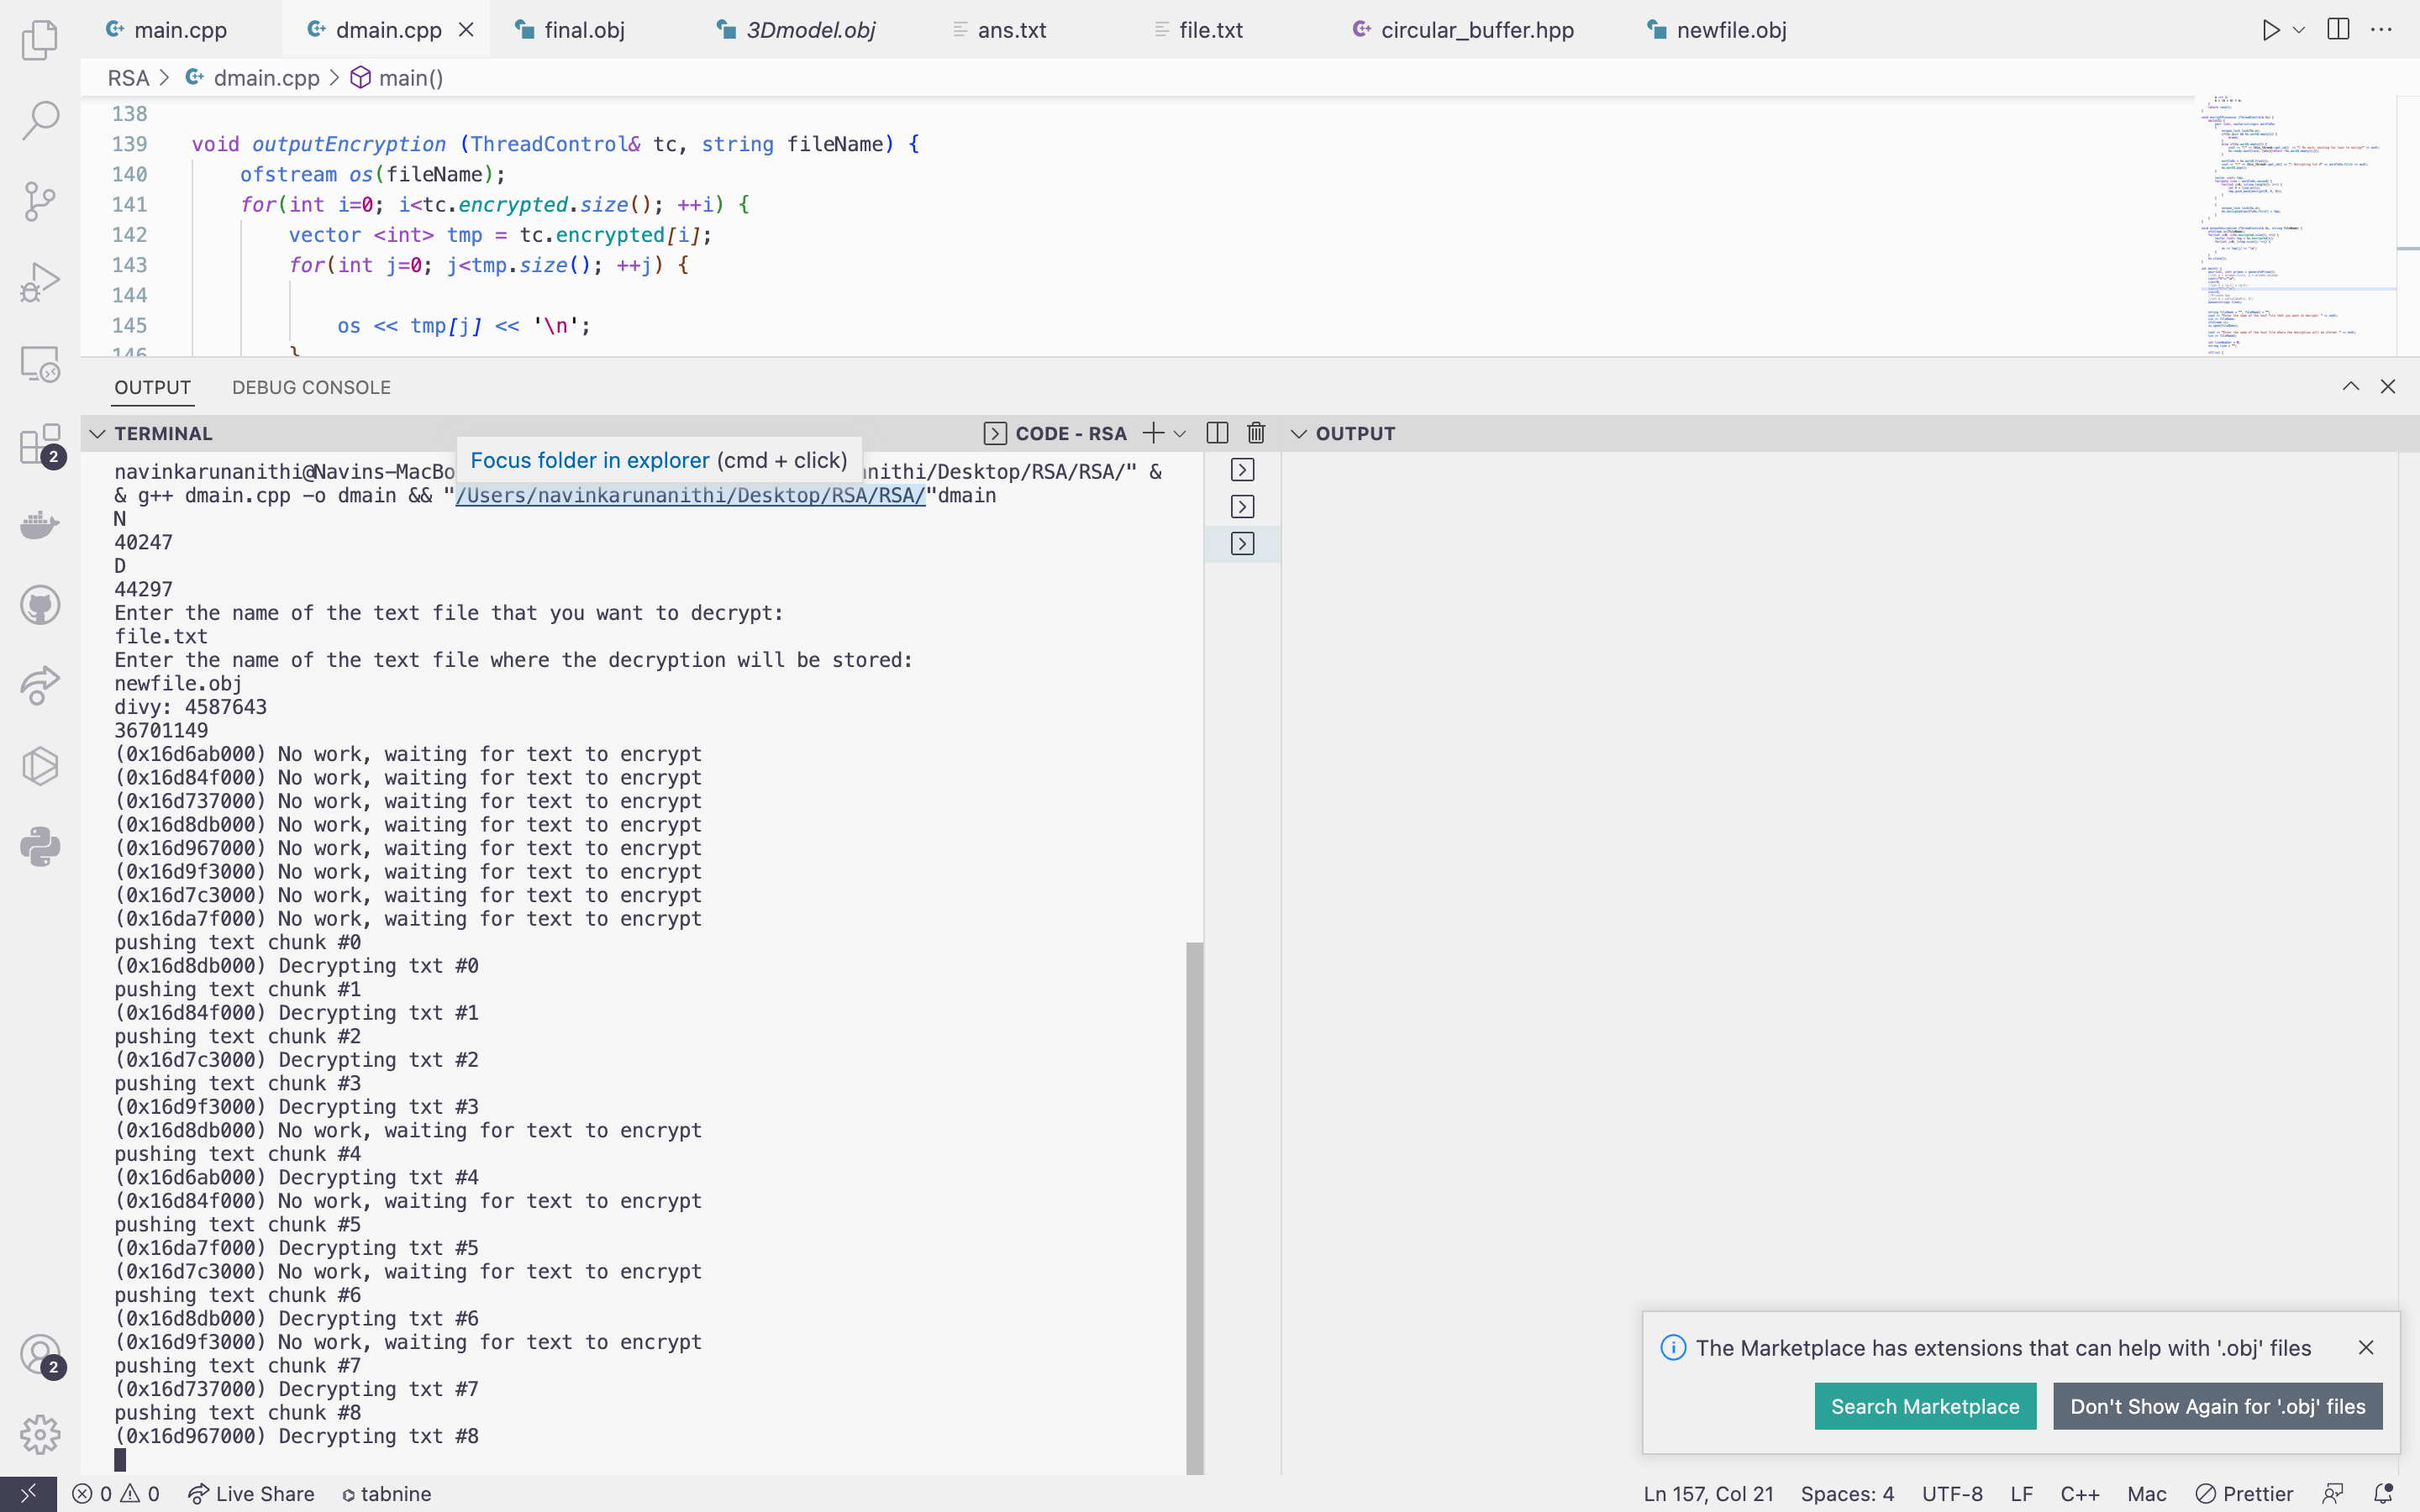 main.cpp dmain.cpp final.obj 3Dmodel.obj ans.txt file.txt circular_buffer.hpp newfile.obj
RSA > dmain.cpp > main()
138
139 void outputEncryption (ThreadControl& tc, string fileName) {
140 ofstream os(fileName);
141 for(int i=0; i<tc.encrypted.size(); ++i) {
142 vector <int> tmp = tc.encrypted[i];
143 for(int j=0; j<tmp.size(); ++j) {
144
145 os << tmp[j] << '\n';
146 }
OUTPUT DEBUG CONSOLE
TERMINAL CODE - RSA OUTPUT
Focus folder in explorer (cmd + click)
navinkarunanithi@Navins-MacBo nithi/Desktop/RSA/RSA/" &
& g++ dmain.cpp -o dmain && "/Users/navinkarunanithi/Desktop/RSA/RSA/"dmain
N
40247
D
44297
Enter the name of the text file that you want to decrypt:
file.txt
Enter the name of the text file where the decryption will be stored:
newfile.obj
divy: 4587643
36701149
(0x16d6ab000) No work, waiting for text to encrypt
(0x16d84f000) No work, waiting for text to encrypt
(0x16d737000) No work, waiting for text to encrypt
(0x16d8db000) No work, waiting for text to encrypt
(0x16d967000) No work, waiting for text to encrypt
(0x16d9f3000) No work, waiting for text to encrypt
(0x16d7c3000) No work, waiting for text to encrypt
(0x16da7f000) No work, waiting for text to encrypt
pushing text chunk #0
(0x16d8db000) Decrypting txt #0
pushing text chunk #1
(0x16d84f000) Decrypting txt #1
pushing text chunk #2
(0x16d7c3000) Decrypting txt #2
pushing text chunk #3
(0x16d9f3000) Decrypting txt #3
(0x16d8db000) No work, waiting for text to encrypt
pushing text chunk #4
(0x16d6ab000) Decrypting txt #4
(0x16d84f000) No work, waiting for text to encrypt
pushing text chunk #5
(0x16da7f000) Decrypting txt #5
(0x16d7c3000) No work, waiting for text to encrypt
pushing text chunk #6
(0x16d8db000) Decrypting txt #6
(0x16d9f3000) No work, waiting for text to encrypt
pushing text chunk #7
(0x16d737000) Decrypting txt #7
pushing text chunk #8
(0x16d967000) Decrypting txt #8
2
2
The Marketplace has extensions that can help with '.obj' files
Search Marketplace Don't Show Again for '.obj' files
0 0 Live Share tabnine Ln 157, Col 21 Spaces: 4 UTF-8 LF C++ Mac Prettier